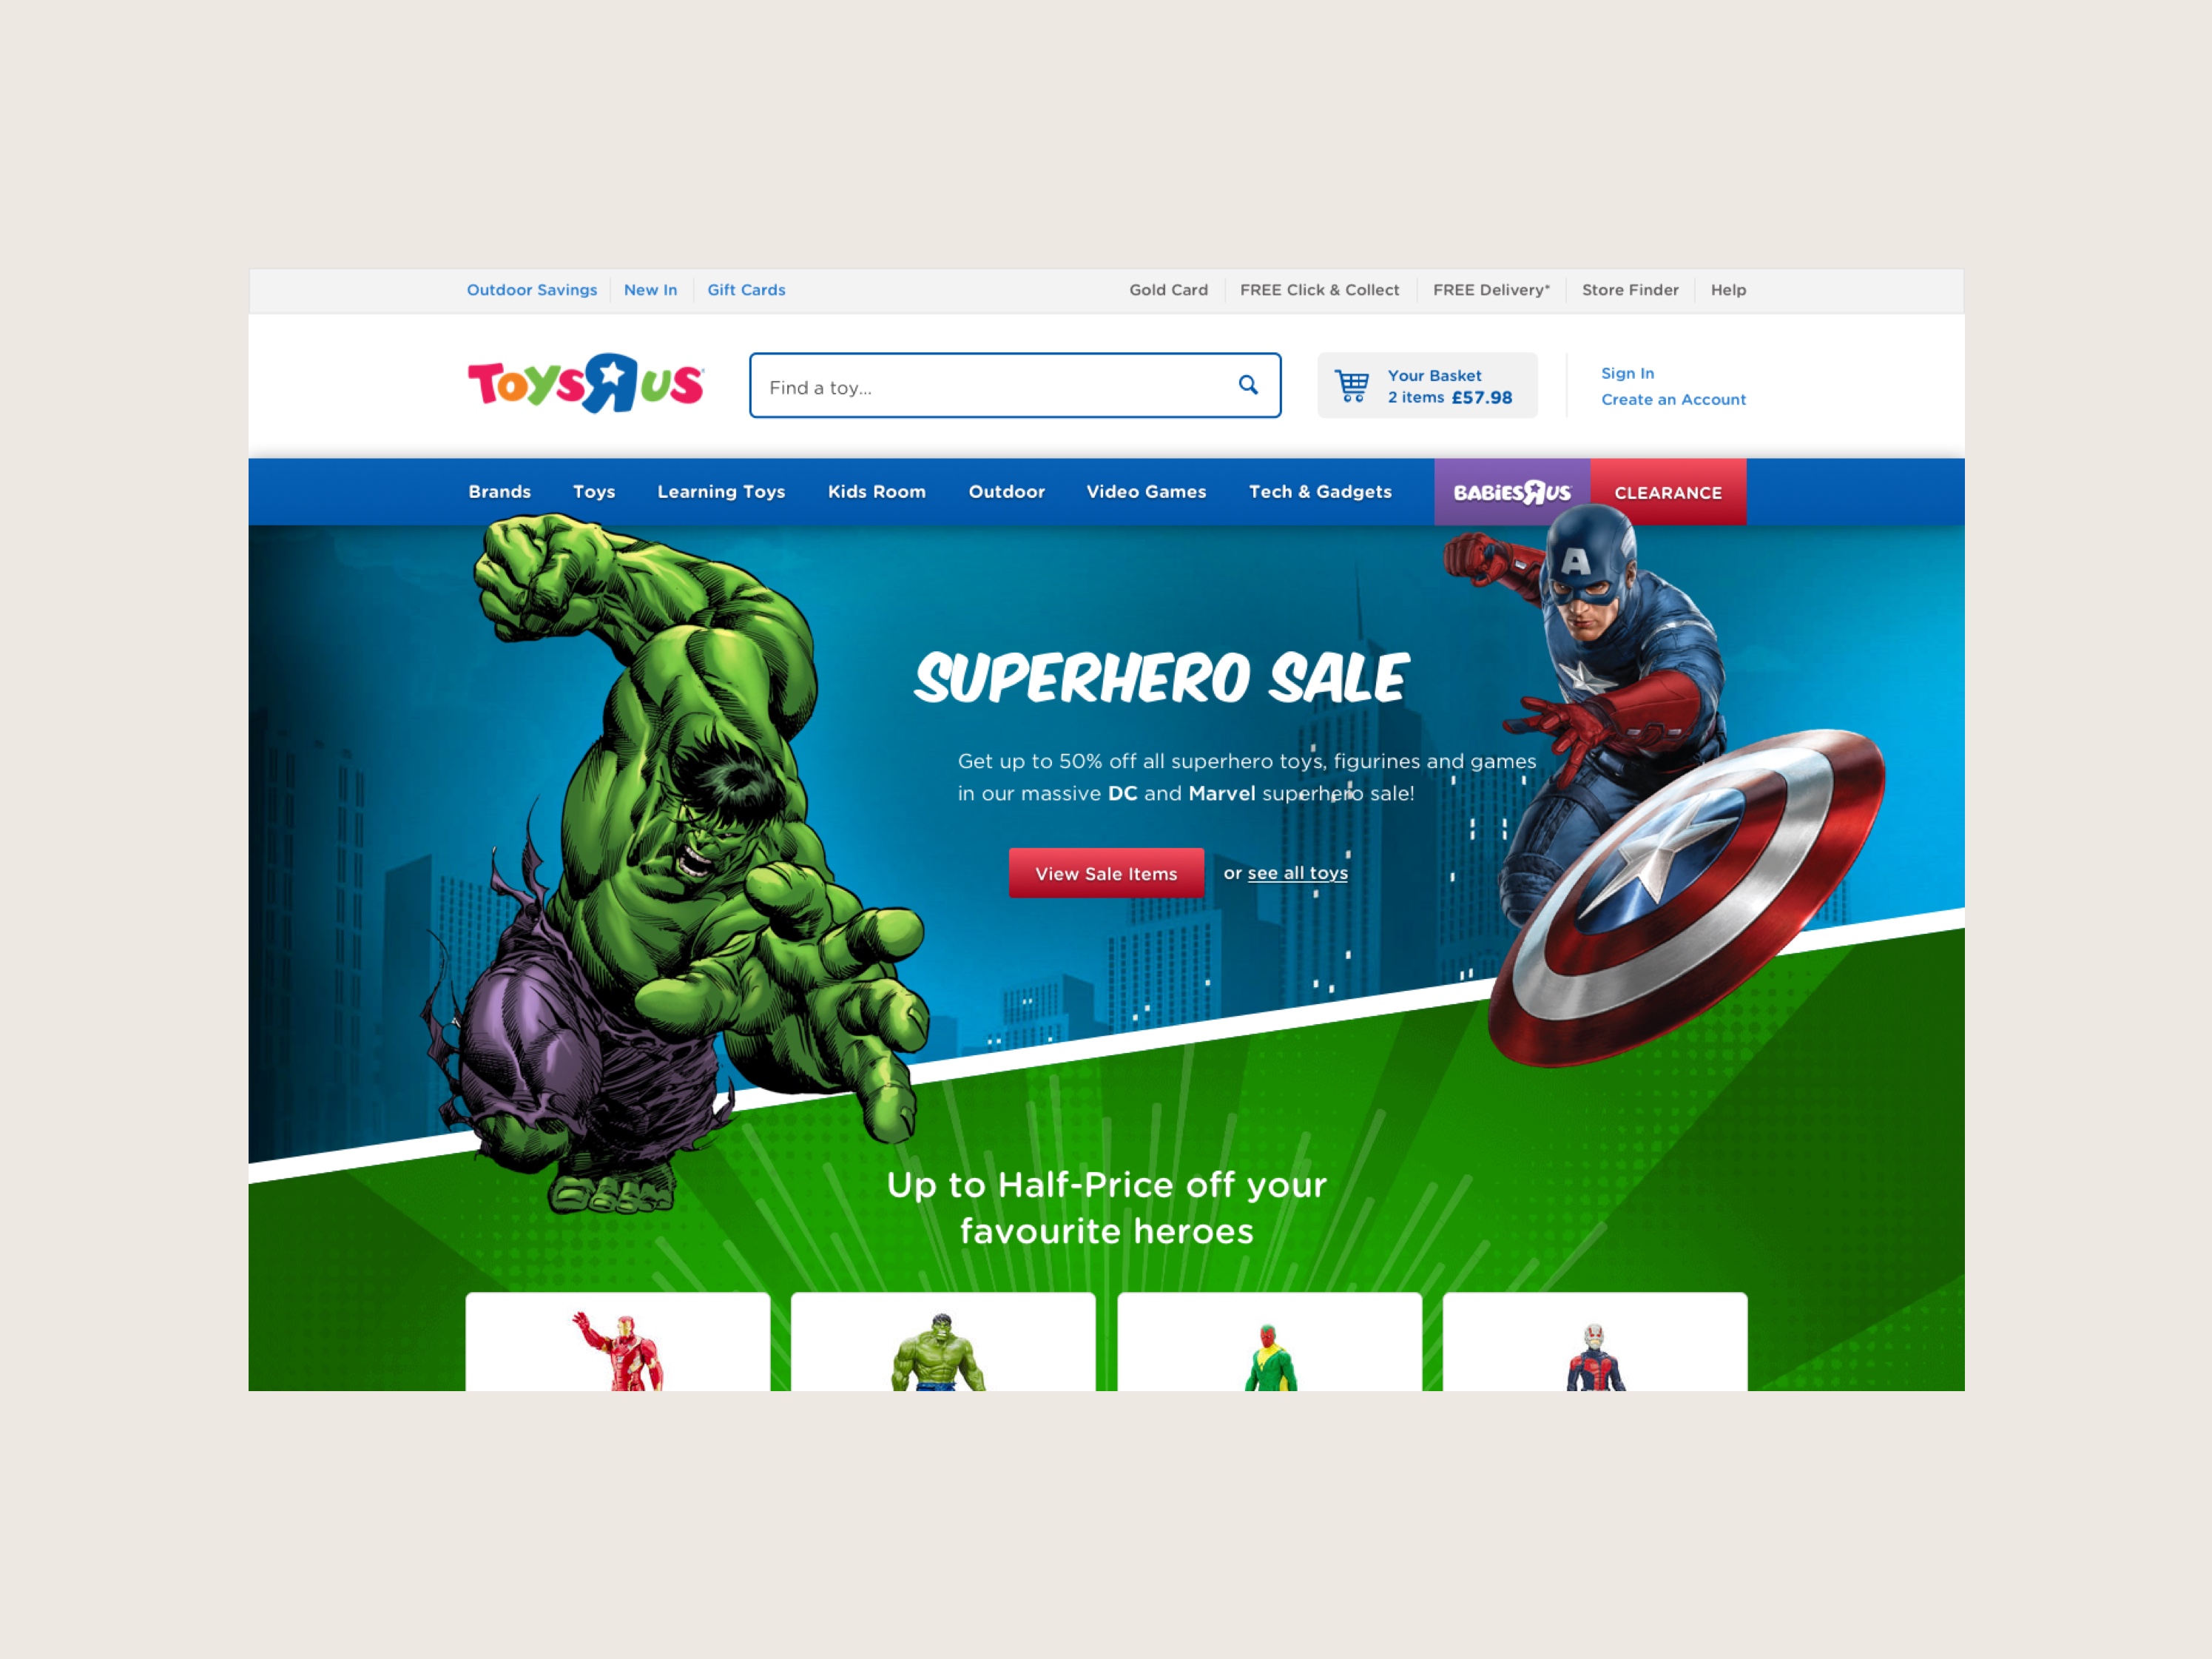 Outdoor Savings New In Gift Cards Gold Card FREE Click & Collect FREE Delivery* Store Finder Help
ToysRus
Find a toy...
Your Basket
2 items £57.98
Sign In
Create an Account
Brands Toys Learning Toys Kids Room Outdoor Video Games Tech & Gadgets BABiESRUS CLEARANCE
A
SUPERHERO SALE
Get up to 50% off all superhero toys, figurines and games
in our massive DC and Marvel superhero sale!
View Sale Items or see all toys
Up to Half-Price off your
favourite heroes